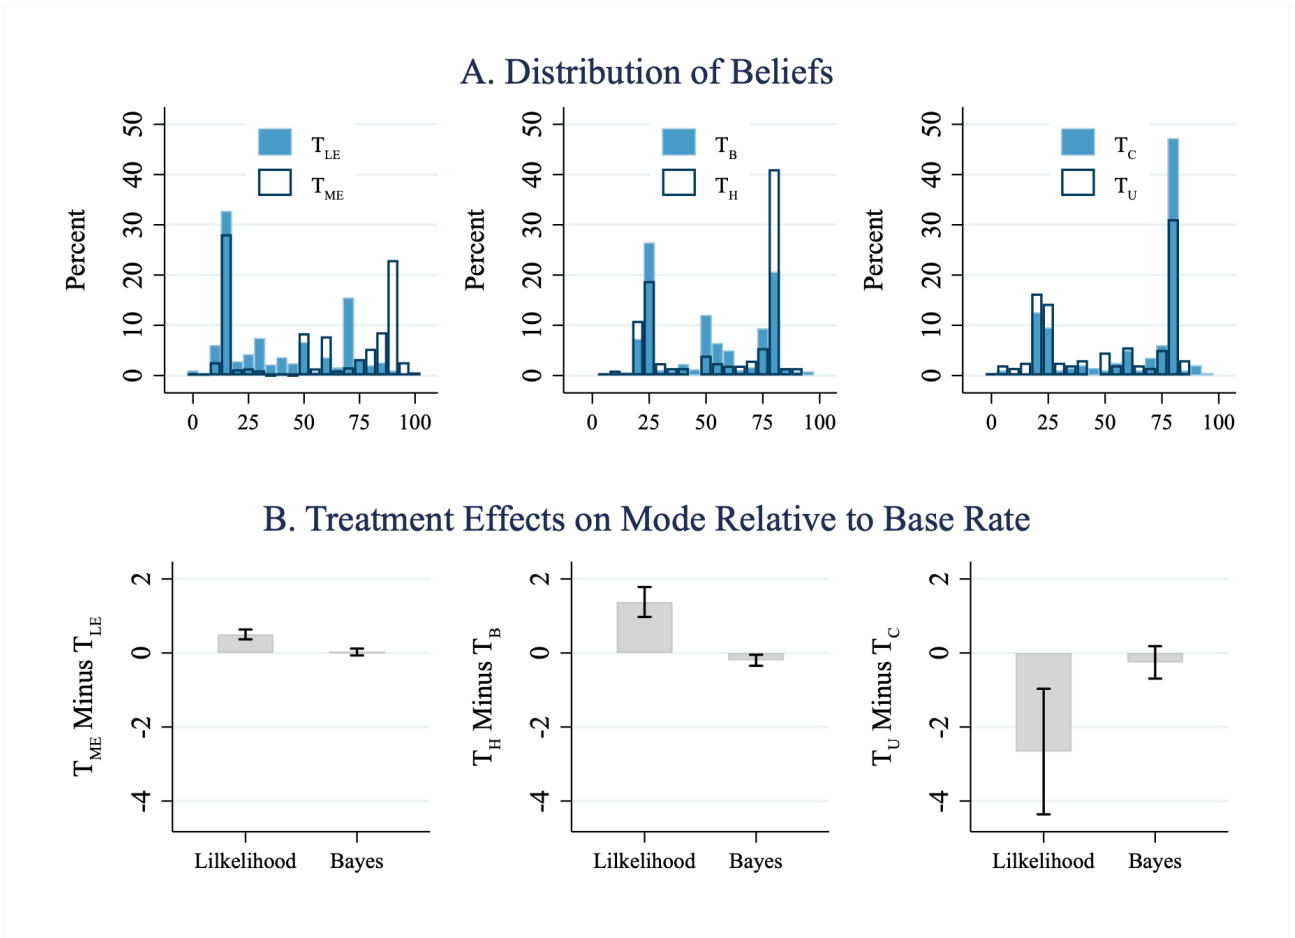 A. Distribution of Beliefs
Percent
50
40
30
20
10
0
T_LE
T_ME
0 25 50 75 100
Percent
50
40
30
20
10
0
T_B
T_H
0 25 50 75 100
Percent
50
40
30
20
10
0
T_C
T_U
0 25 50 75 100
B. Treatment Effects on Mode Relative to Base Rate
T_ME Minus T_LE
2
0
-2
-4
Lilkelihood Bayes
T_H Minus T_B
2
0
-2
-4
Lilkelihood Bayes
T_U Minus T_C
2
0
-2
-4
Lilkelihood Bayes